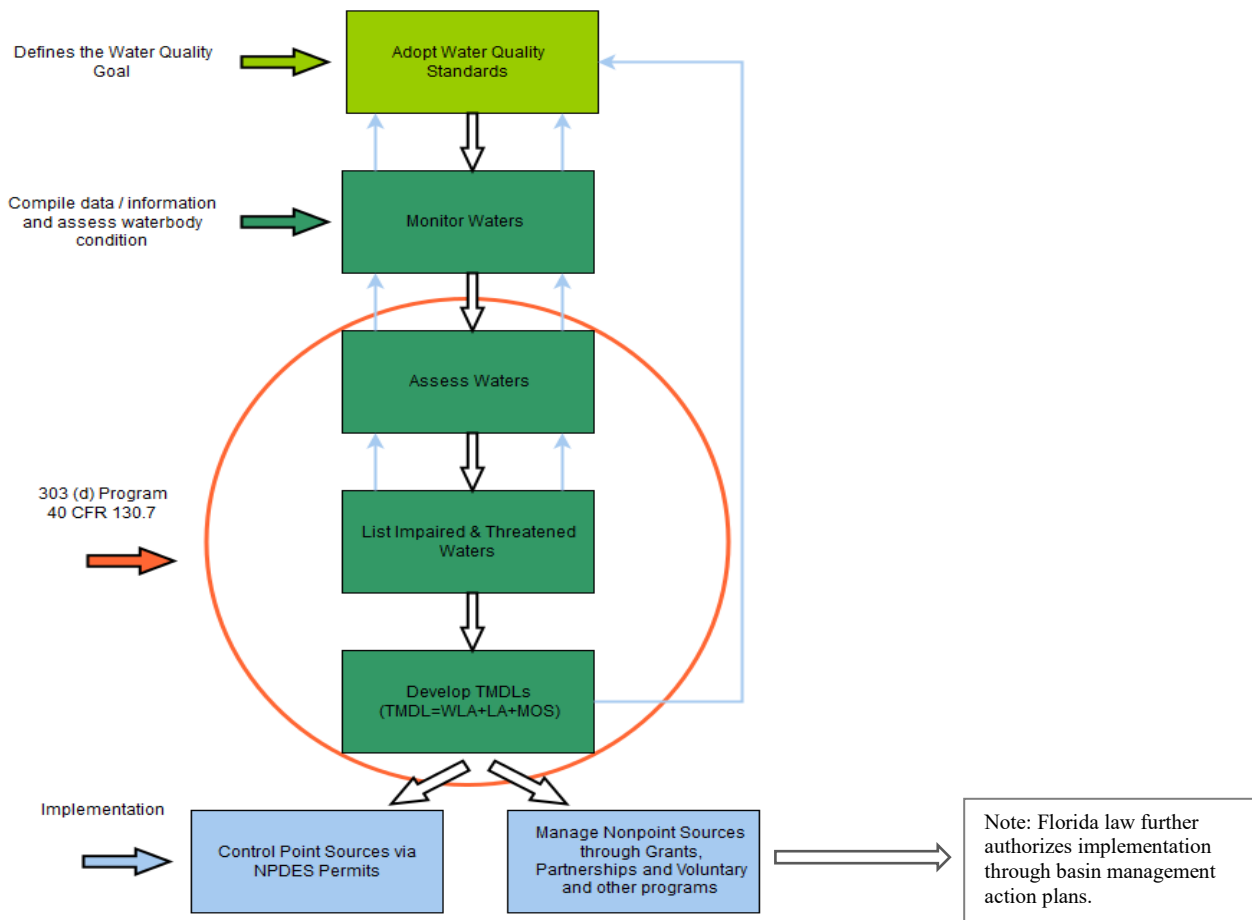 Defines the Water Quality
Goal
Adopt Water Quality
Standards
Compile data / information
and assess waterbody
condition
Monitor Waters
Assess Waters
303 (d) Program
40 CFR 130.7
List Impaired & Threatened
Waters
Develop TMDLs
(TMDL=WLA+LA+MOS)
Implementation
Control Point Sources via
NPDES Permits
Manage Nonpoint Sources
through Grants,
Partnerships and Voluntary
and other programs
Note: Florida law further
authorizes implementation
through basin management
action plans.